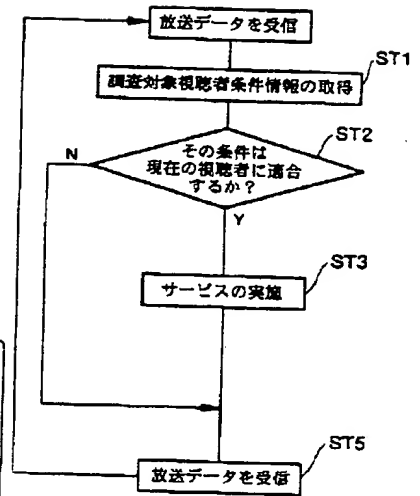 放送データを受信
ST1
調査対象視聴者条件情報の取得
ST2
その条件は
現在の視聴者に適合
するか?
N
Y
ST3
サービスの実施
ST5
放送データを受信